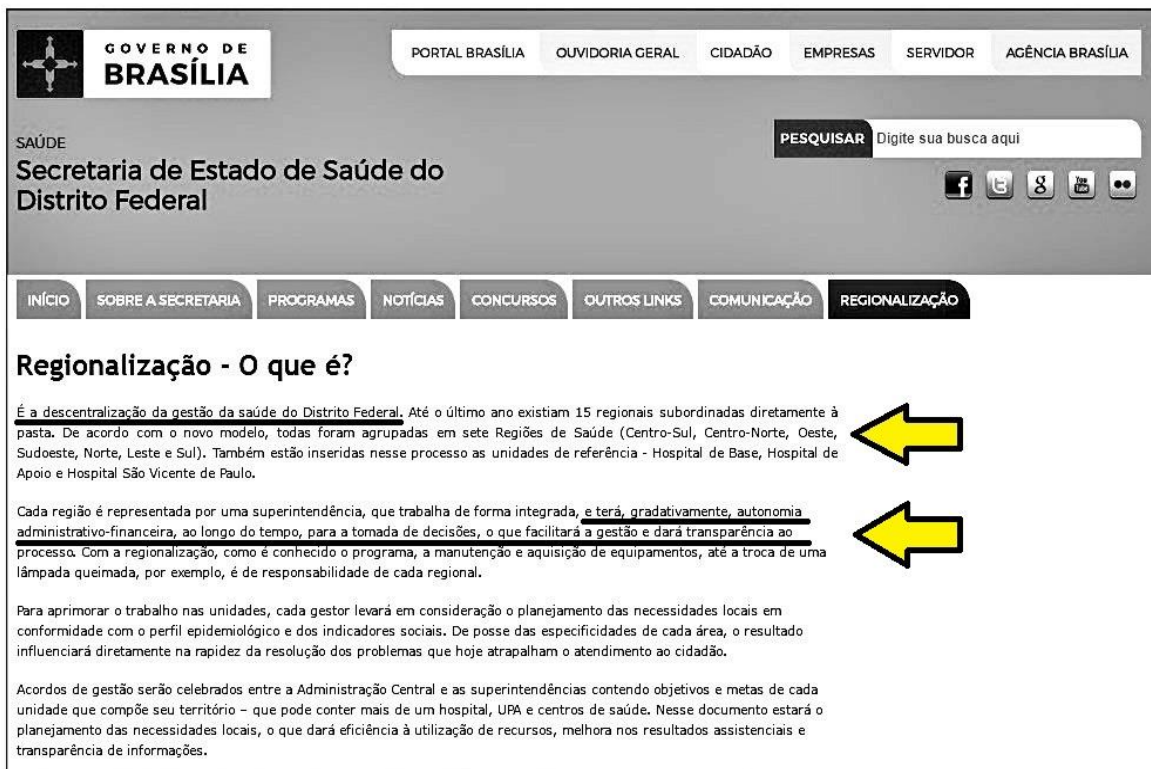 GOVERNO DE
BRASÍLIA
PORTAL BRASÍLIA OUVIDORIA GERAL CIDADÃO EMPRESAS SERVIDOR AGÊNCIA BRASÍLIA
PESQUISAR Digite sua busca aqui
SAÚDE
Secretaria de Estado de Saúde do
Distrito Federal
f t g You Tube
INÍCIO SOBRE A SECRETARIA PROGRAMAS NOTÍCIAS CONCURSOS OUTROS LINKS COMUNICAÇÃO REGIONALIZAÇÃO
Regionalização - O que é?
É a descentralização da gestão da saúde do Distrito Federal. Até o último ano existiam 15 regionais subordinadas diretamente à
pasta. De acordo com o novo modelo, todas foram agrupadas em sete Regiões de Saúde (Centro-Sul, Centro-Norte, Oeste,
Sudoeste, Norte, Leste e Sul). Também estão inseridas nesse processo as unidades de referência - Hospital de Base, Hospital de
Apoio e Hospital São Vicente de Paulo.
Cada região é representada por uma superintendência, que trabalha de forma integrada, e terá, gradativamente, autonomia
administrativo-financeira, ao longo do tempo, para a tomada de decisões, o que facilitará a gestão e dará transparência ao
processo. Com a regionalização, como é conhecido o programa, a manutenção e aquisição de equipamentos, até a troca de uma
lâmpada queimada, por exemplo, é de responsabilidade de cada regional.
Para aprimorar o trabalho nas unidades, cada gestor levará em consideração o planejamento das necessidades locais em
conformidade com o perfil epidemiológico e dos indicadores sociais. De posse das especificidades de cada área, o resultado
influenciará diretamente na rapidez da resolução dos problemas que hoje atrapalham o atendimento ao cidadão.
Acordos de gestão serão celebrados entre a Administração Central e as superintendências contendo objetivos e metas de cada
unidade que compõe seu território – que pode conter mais de um hospital, UPA e centros de saúde. Nesse documento estará o
planejamento das necessidades locais, o que dará eficiência à utilização de recursos, melhora nos resultados assistenciais e
transparência de informações.